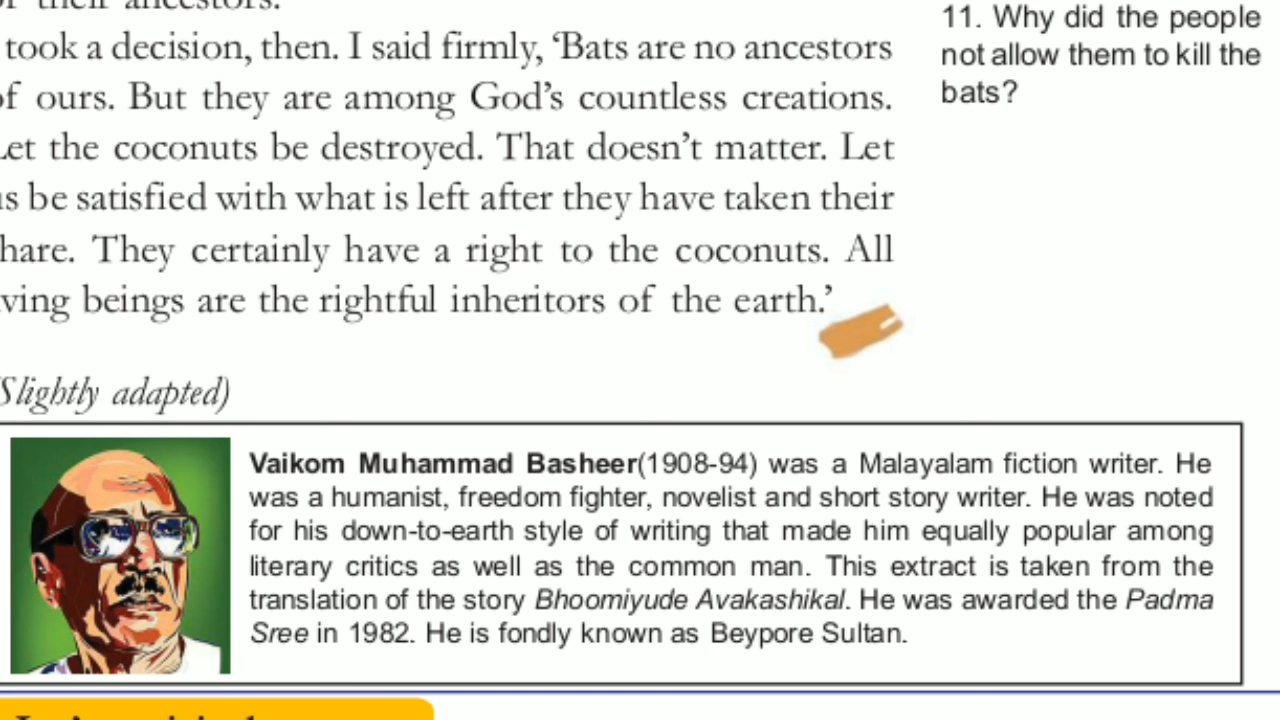 of their ancestors.
took a decision, then. I said firmly, ‘Bats are no ancestors
of ours. But they are among God’s countless creations.
Let the coconuts be destroyed. That doesn’t matter. Let
us be satisfied with what is left after they have taken their
share. They certainly have a right to the coconuts. All
living beings are the rightful inheritors of the earth.’
(Slightly adapted)
11. Why did the people
not allow them to kill the
bats?
Vaikom Muhammad Basheer(1908-94) was a Malayalam fiction writer. He
was a humanist, freedom fighter, novelist and short story writer. He was noted
for his down-to-earth style of writing that made him equally popular among
literary critics as well as the common man. This extract is taken from the
translation of the story Bhoomiyude Avakashikal. He was awarded the Padma
Sree in 1982. He is fondly known as Beypore Sultan.